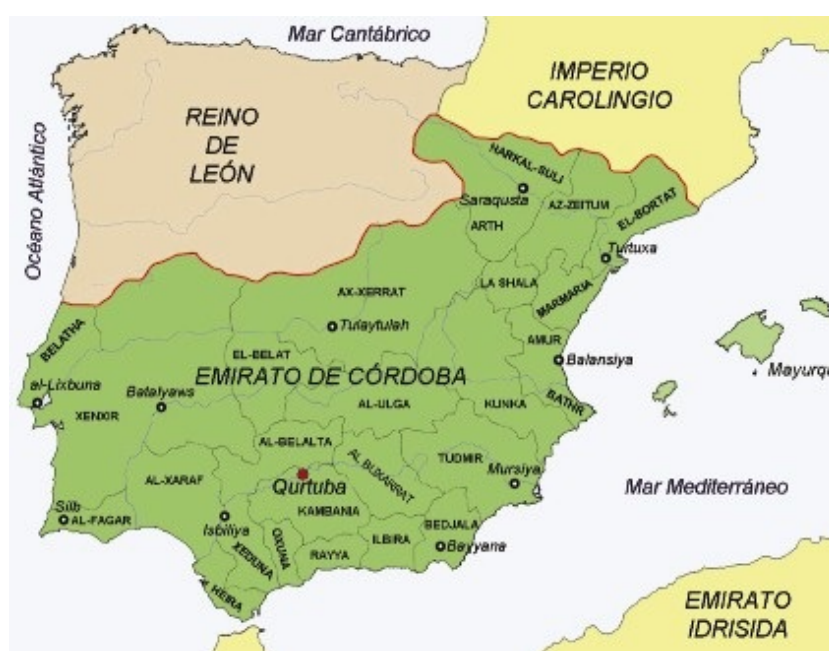 Mar Cantábrico
IMPERIO
CAROLINGIO
REINO
DE
LEÓN
Océano Atlántico
HARKAL-SULI
Saraqusta
AZ-ZEITUM
EL-BORTAT
ARTH
Turtuxa
LA SHALA
MARMARIA
AX-XERRAT
Tulaytulah
BELATHA
EL-BELAT
AMUR
Balansiya
Mayurqa
EMIRATO DE CÓRDOBA
al-Lixbuna
Batalyaws
XENXIR
AL-ULGA
KUNKA
BATHR
AL-BELALTA
AL BUXARRAT
TUDMIR
Mursiya
AL-XARAF
Qurtuba
Mar Mediterráneo
Silb
AL-FAGAR
Isbiliya
KAMBANIA
BEDJALA
ILBIRA
Bayyana
OXUNA
XEDUNA
RAYYA
HEIRA
EMIRATO
IDRISIDA